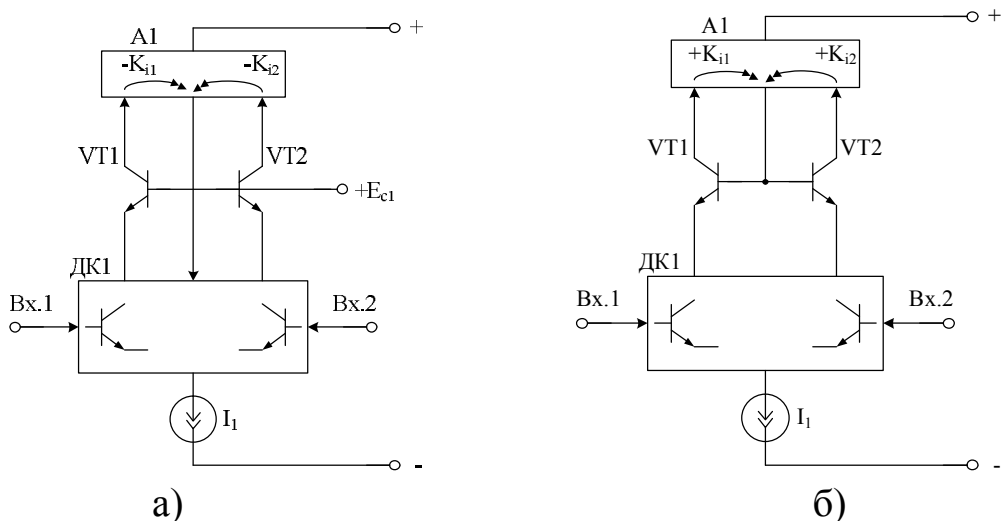 +
A1
-Ki1
-Ki2
VT1
VT2
+Ec1
ДК1
Вх.1
Вх.2
I1
-
а)
+
A1
+Ki1
+Ki2
VT1
VT2
ДК1
Вх.1
Вх.2
I1
-
б)